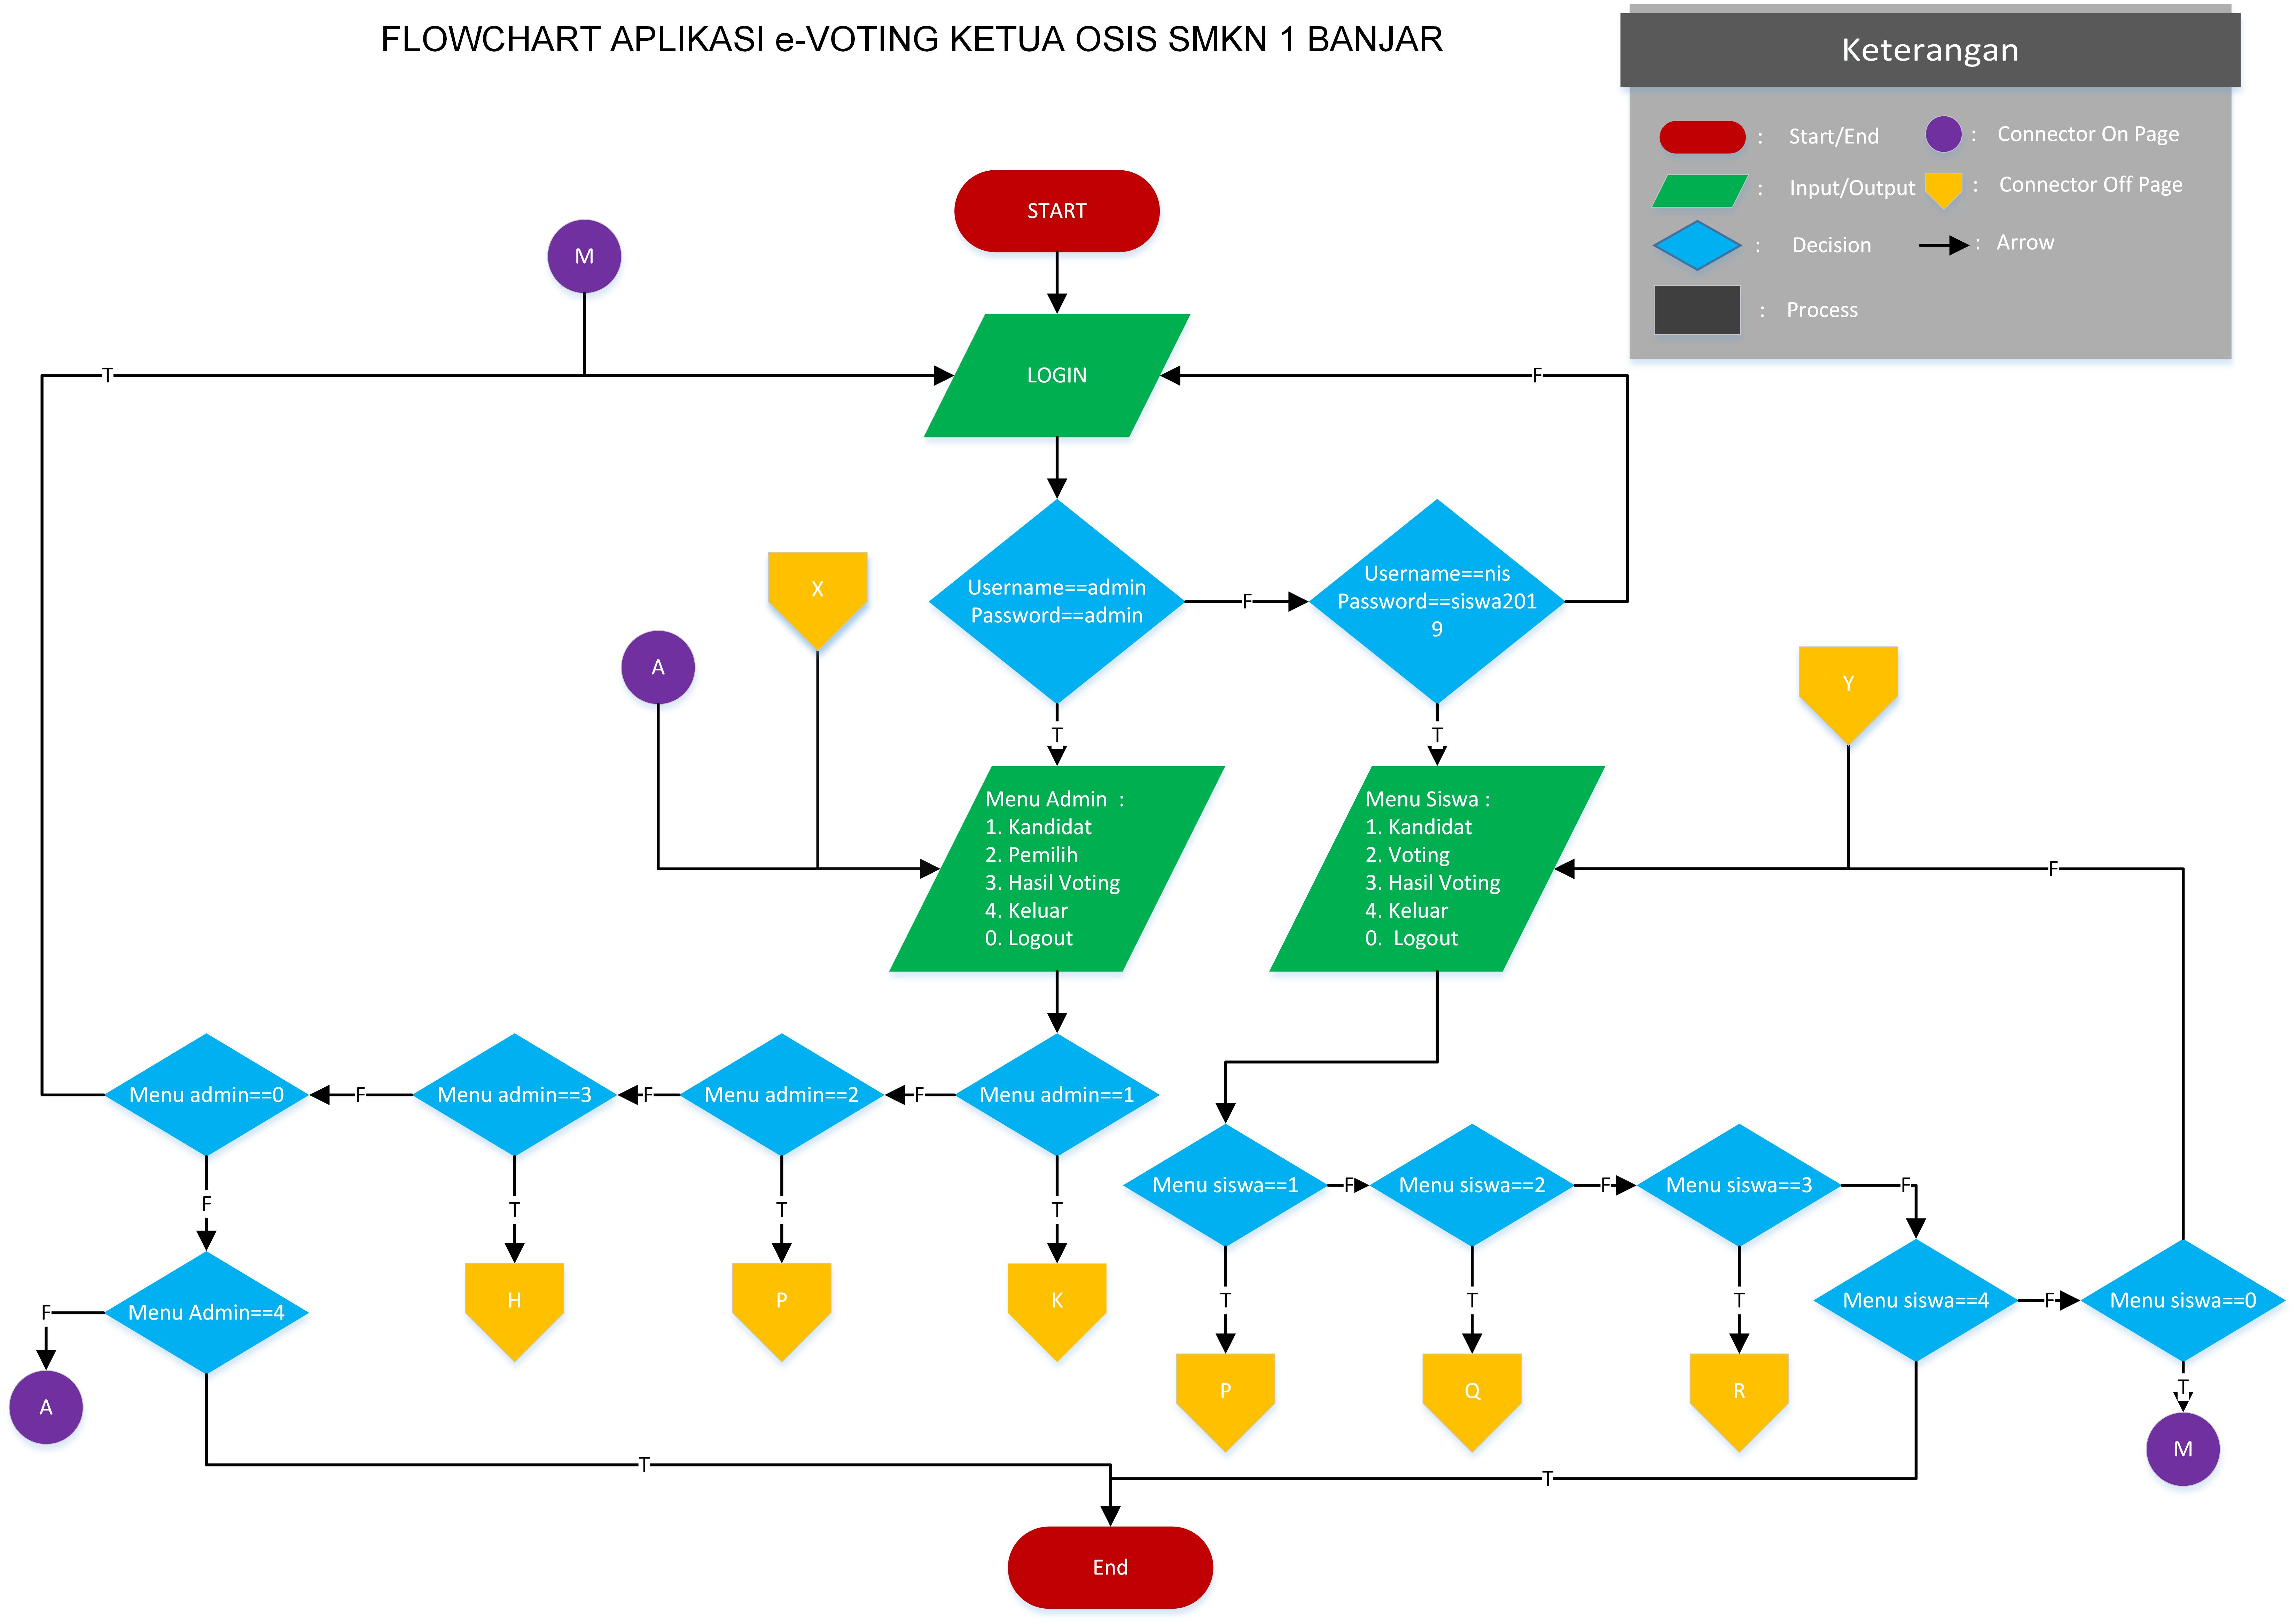 FLOWCHART APLIKASI e-VOTING KETUA OSIS SMKN 1 BANJAR
Keterangan
: Start/End
: Connector On Page
: Input/Output
: Connector Off Page
: Decision
: Arrow
: Process
START
M
T
LOGIN
F
X
Username==admin
Password==admin
F
Username==nis
Password==siswa201
9
A
Y
T
T
Menu Admin :
1. Kandidat
2. Pemilih
3. Hasil Voting
4. Keluar
0. Logout
Menu Siswa :
1. Kandidat
2. Voting
3. Hasil Voting
4. Keluar
0. Logout
F
Menu admin==0
F
Menu admin==3
F
Menu admin==2
F
Menu admin==1
Menu siswa==1
F
Menu siswa==2
F
Menu siswa==3
F
F
T
T
T
Menu Admin==4
F
H
P
K
T
T
T
Menu siswa==4
F
Menu siswa==0
A
P
Q
R
T
M
T
T
End